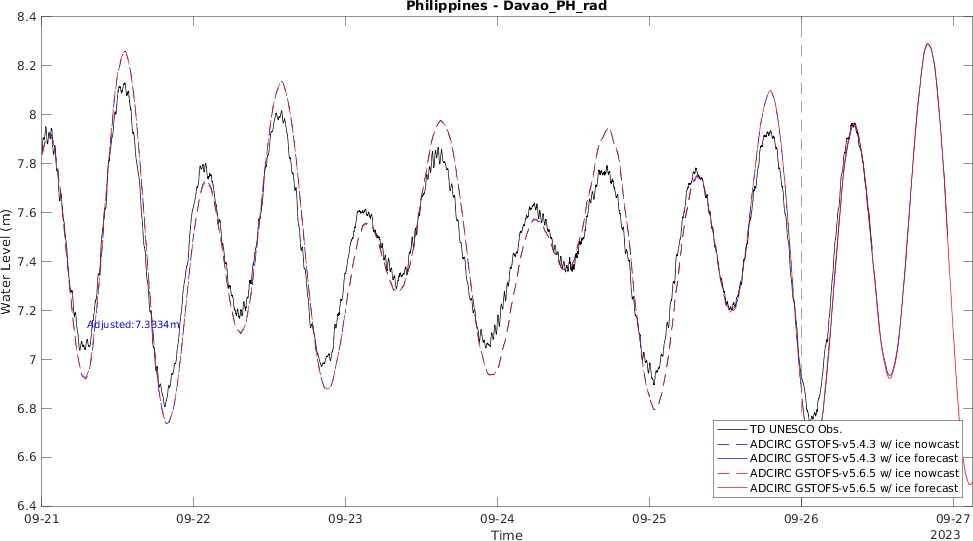 Philippines - Davao_PH_rad
8.4
8.2
8
7.8
7.6
7.4
7.2
7
6.8
6.6
6.4
Water Level (m)
Adjusted:7.3834m
TD UNESCO Obs.
ADCIRC GSTOFS-v5.4.3 w/ ice nowcast
ADCIRC GSTOFS-v5.4.3 w/ ice forecast
ADCIRC GSTOFS-v5.6.5 w/ ice nowcast
ADCIRC GSTOFS-v5.6.5 w/ ice forecast
09-21 09-22 09-23 09-24 09-25 09-26 09-27
2023
Time